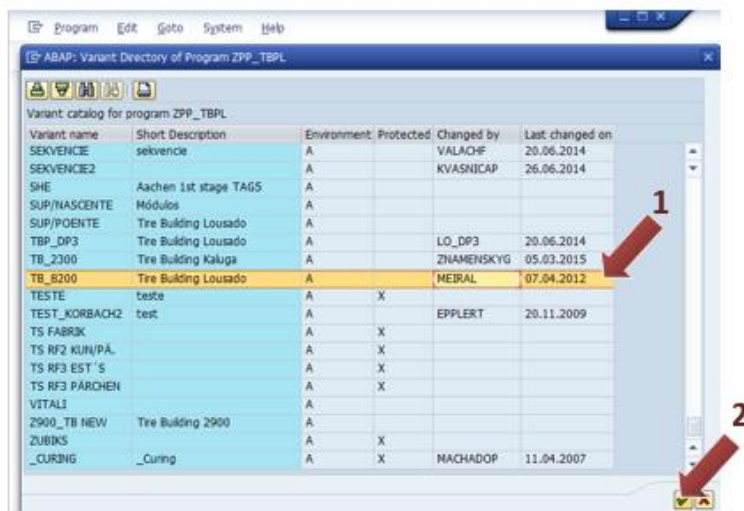 Program Edit Goto System Help
ABAP: Variant Directory of Program ZPP_TBPL
Variant catalog for program ZPP_TBPL
Variant name Short Description Environment Protected Changed by Last changed on
SEKVENCIE sekvencie A VALACHF 20.06.2014
SEKVENCIE2 A KVASNICAP 26.06.2014
SHE Aachen 1st stage TAG5 A
SUP/NASCENTE Módulos A
SUP/POENTE Tire Building Lousado A
TBP_DP3 A LO_DP3 20.06.2014
TB_2300 Tire Building Kaluga A ZNAMENSKYG 05.03.2015
TB_8200 Tire Building Lousado A MEIRAL 07.04.2012
TESTE teste A X
TEST_KORBACH2 test A EPPLERT 20.11.2009
TS FABRIK A X
TS RF2 KUN/PÄ. A X
TS RF3 EST´S A X
TS RF3 PÄRCHEN A X
VITALI A
Z900_TB NEW Tire Building 2900 A
ZUBIKS A X
_CURING _Curing A X MACHADOP 11.04.2007
1
2